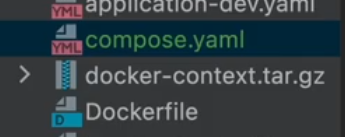 application-dev.yaml
YML
compose.yaml
YML
docker-context.tar.gz
Dockerfile
D